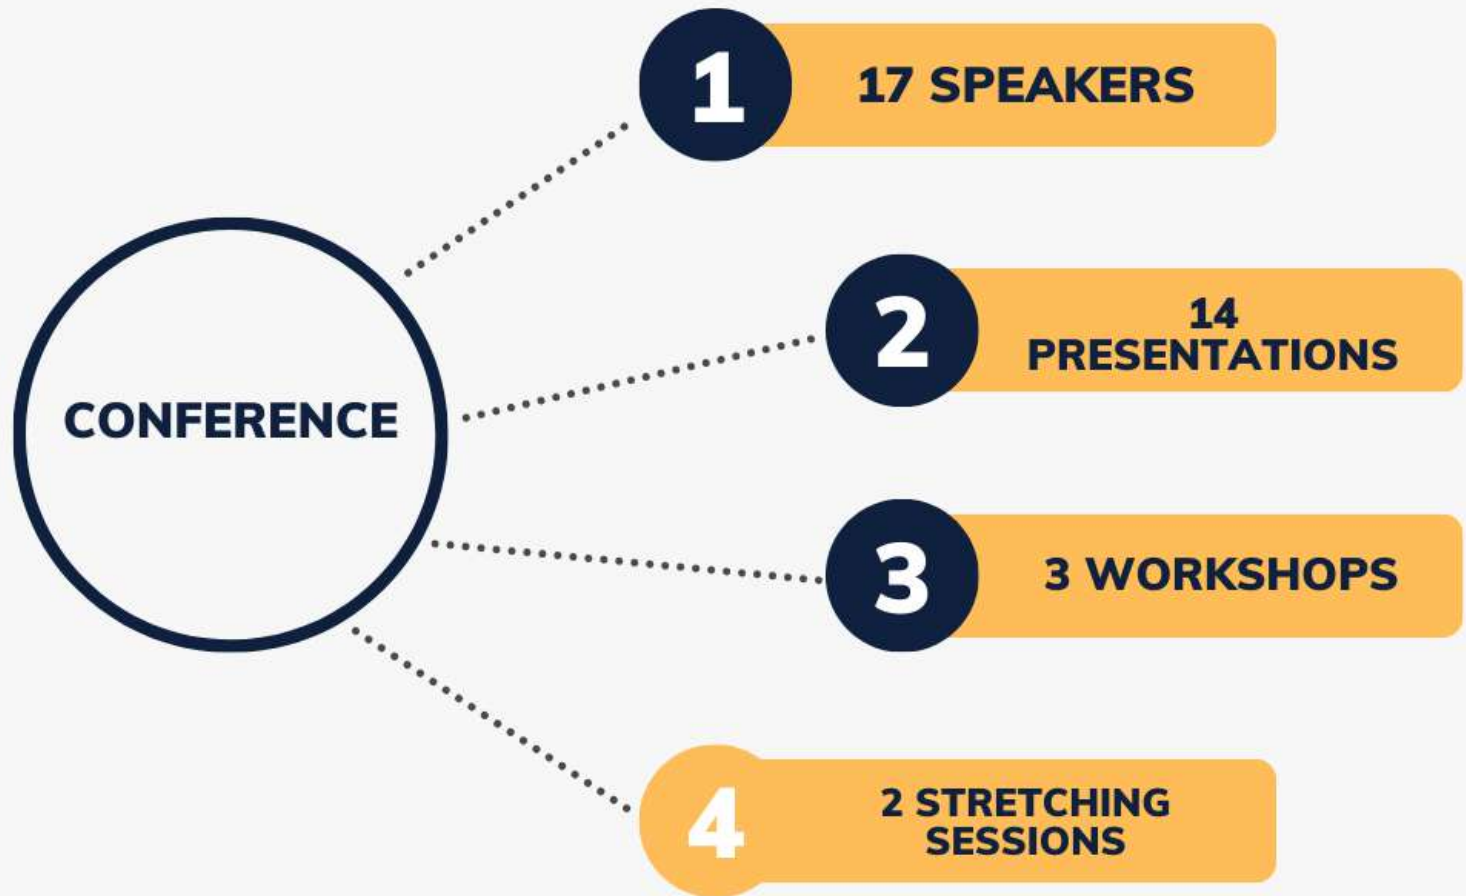 1
17 SPEAKERS
2
14
PRESENTATIONS
CONFERENCE
3
3 WORKSHOPS
4
2 STRETCHING
SESSIONS